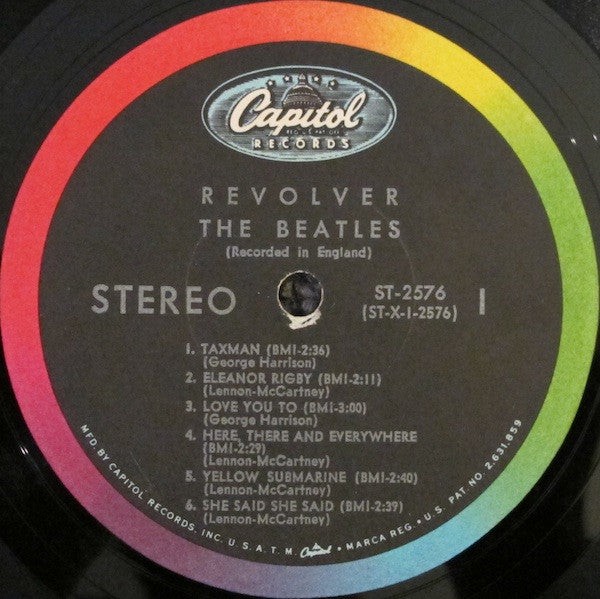 Capitol
REG. U.S. PAT. OFF.
RECORDS
REVOLVER
THE BEATLES
(Recorded in England)
STEREO
ST-2576
(ST-X-1-2576)
1
1. TAXMAN (BMI-2:36)
(George Harrison)
2. ELEANOR RIGBY (BMI-2:11)
(Lennon-McCartney)
3. LOVE YOU TO (BMI-3:00)
(George Harrison)
4. HERE, THERE AND EVERYWHERE
(BMI-2:29)
(Lennon-McCartney)
5. YELLOW SUBMARINE (BMI-2:40)
(Lennon-McCartney)
6. SHE SAID SHE SAID (BMI-2:39)
(Lennon-McCartney)
MFD. BY CAPITOL RECORDS, INC. U.S.A. T.M. Capitol • MARCA REG. • U.S. PAT. NO. 2,631,859